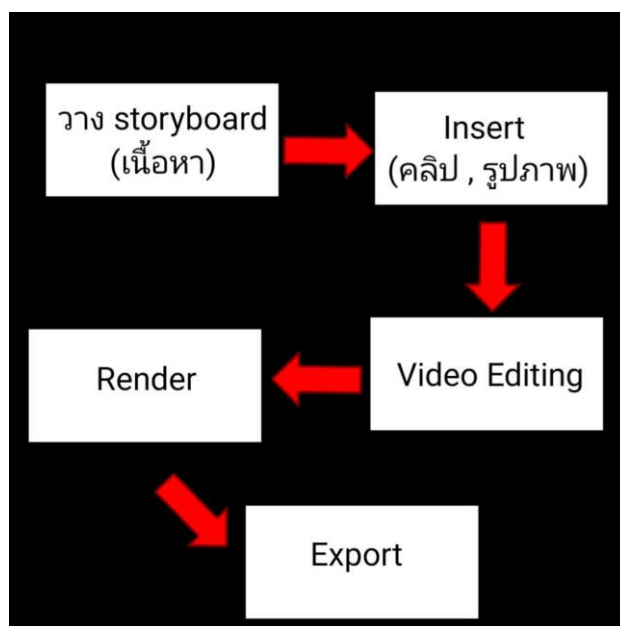 วาง storyboard
(เนื้อหา)
Insert
(คลิป , รูปภาพ)
Video Editing
Render
Export